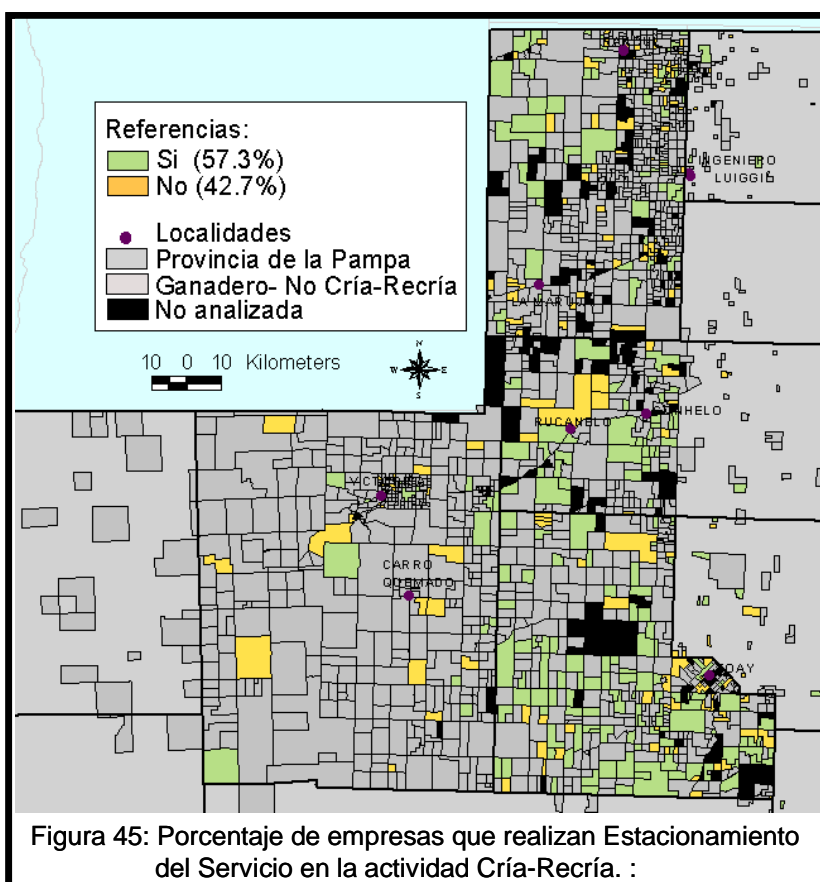 Referencias:
Si (57.3%)
No (42.7%)
Localidades
Provincia de la Pampa
Ganadero- No Cría-Recría
No analizada
10 0 10 Kilometers
N
W E
S
INGENIERO
LUIGGI
RUCANELO
CARRO
QUEMADO
Figura 45: Porcentaje de empresas que realizan Estacionamiento
del Servicio en la actividad Cría-Recría. :